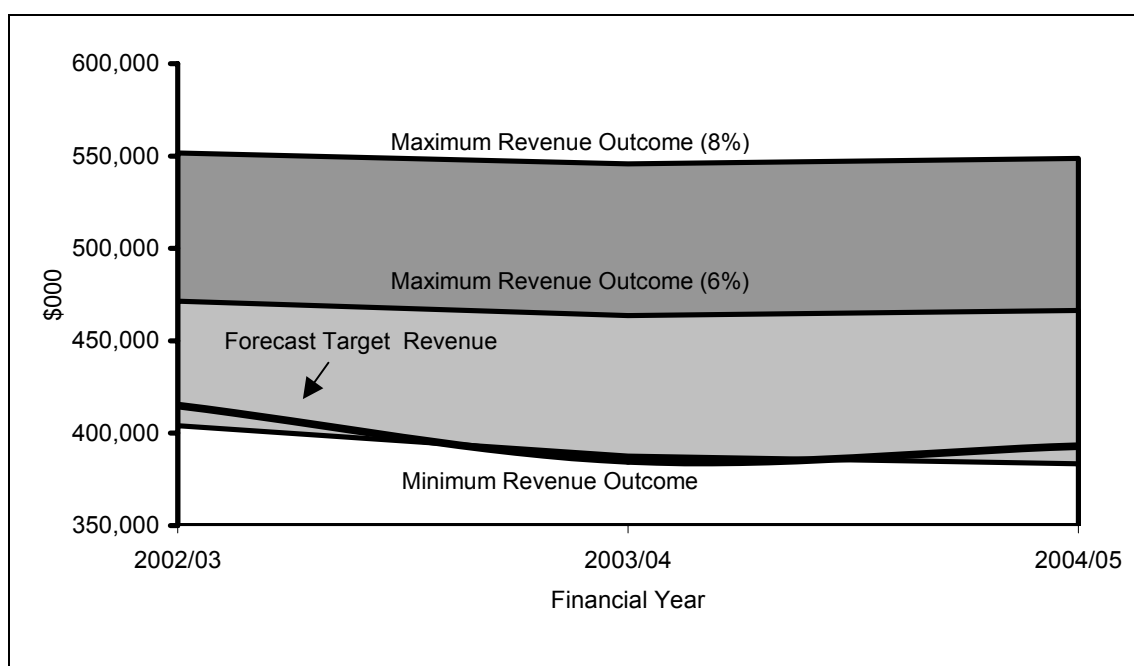 600,000
Maximum Revenue Outcome (8%)
550,000
500,000
Maximum Revenue Outcome (6%)
$000
450,000
Forecast Target Revenue
400,000
Minimum Revenue Outcome
350,000
2002/03 2003/04 2004/05
Financial Year